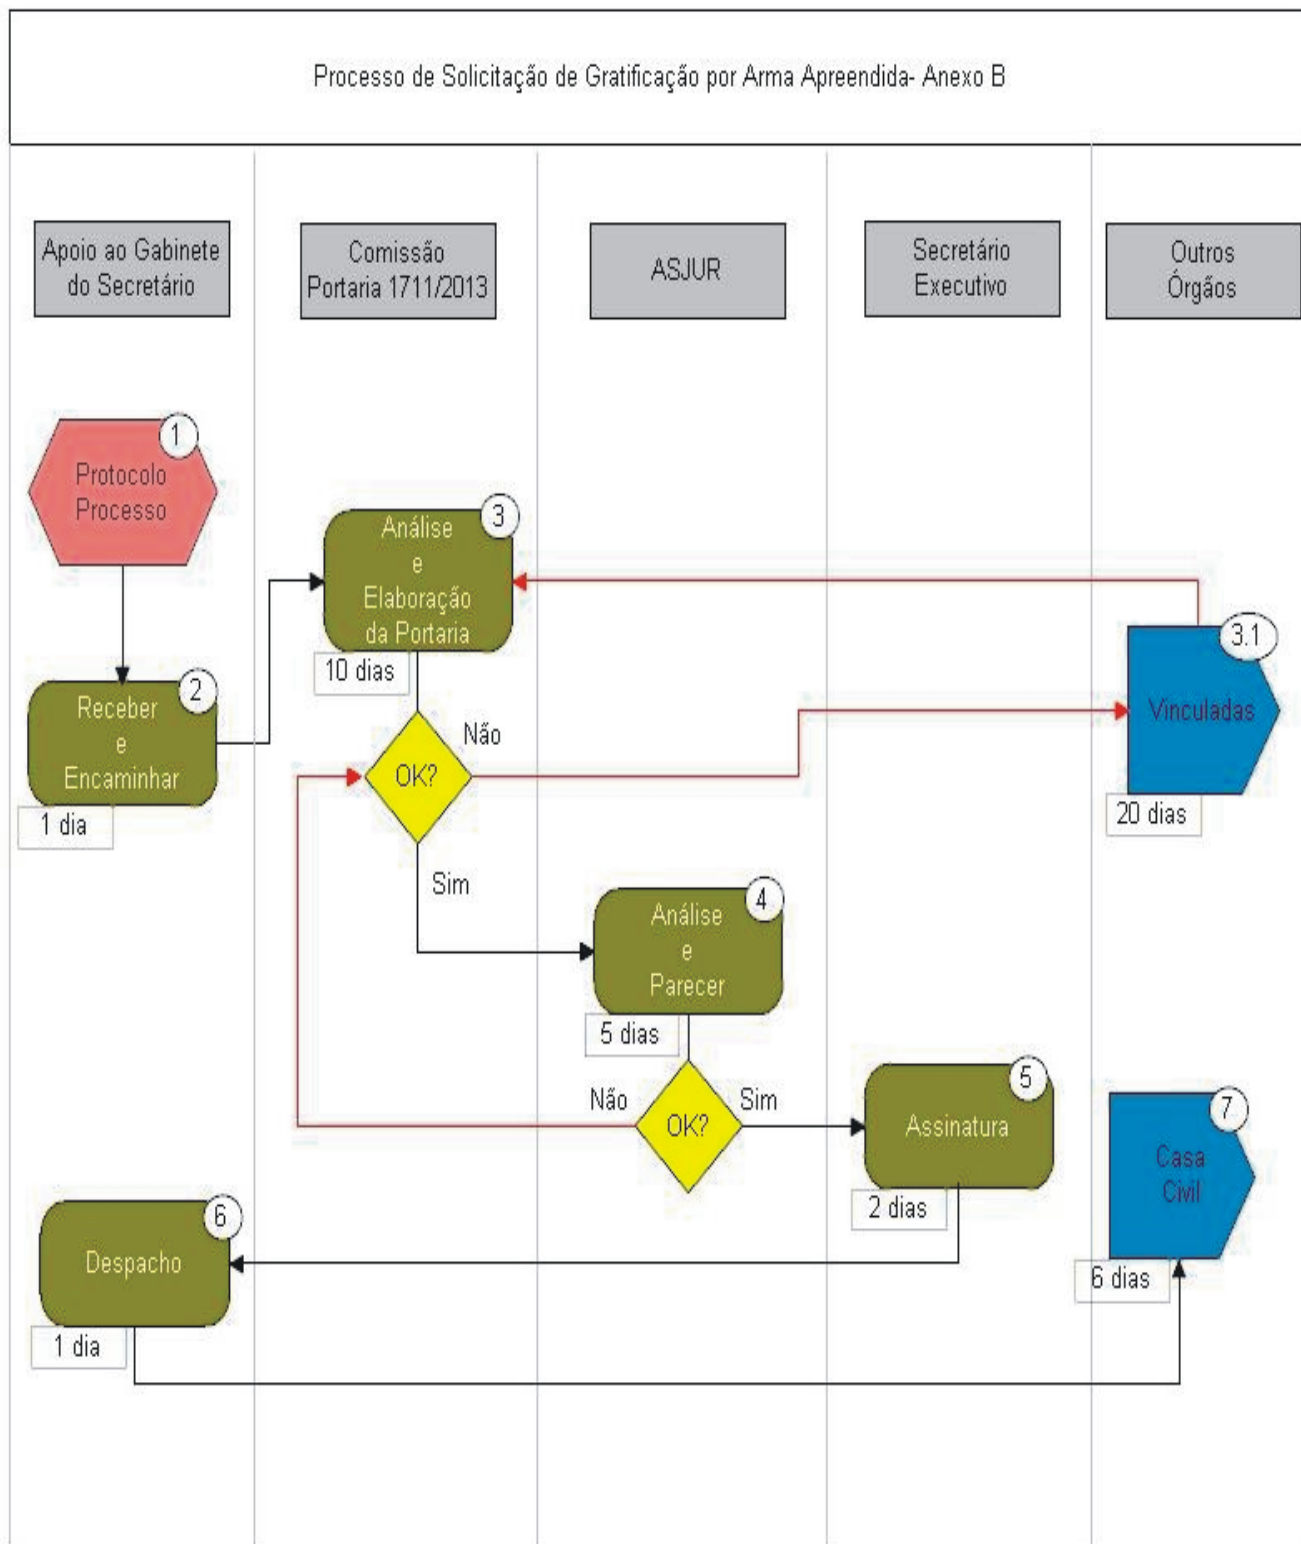 Processo de Solicitação de Gratificação por Arma Apreendida- Anexo B
Apoio ao Gabinete
do Secretário
Comissão
Portaria 1711/2013
ASJUR
Secretário
Executivo
Outros
Órgãos
1
Protocolo
Processo
3
Análise
e
Elaboração
da Portaria
10 dias
3.1
Vinculadas
20 dias
2
Receber
e
Encaminhar
1 dia
OK?
Não
Sim
4
Análise
e
Parecer
5 dias
OK?
Não
Sim
5
Assinatura
2 dias
7
Casa
Civil
6 dias
6
Despacho
1 dia